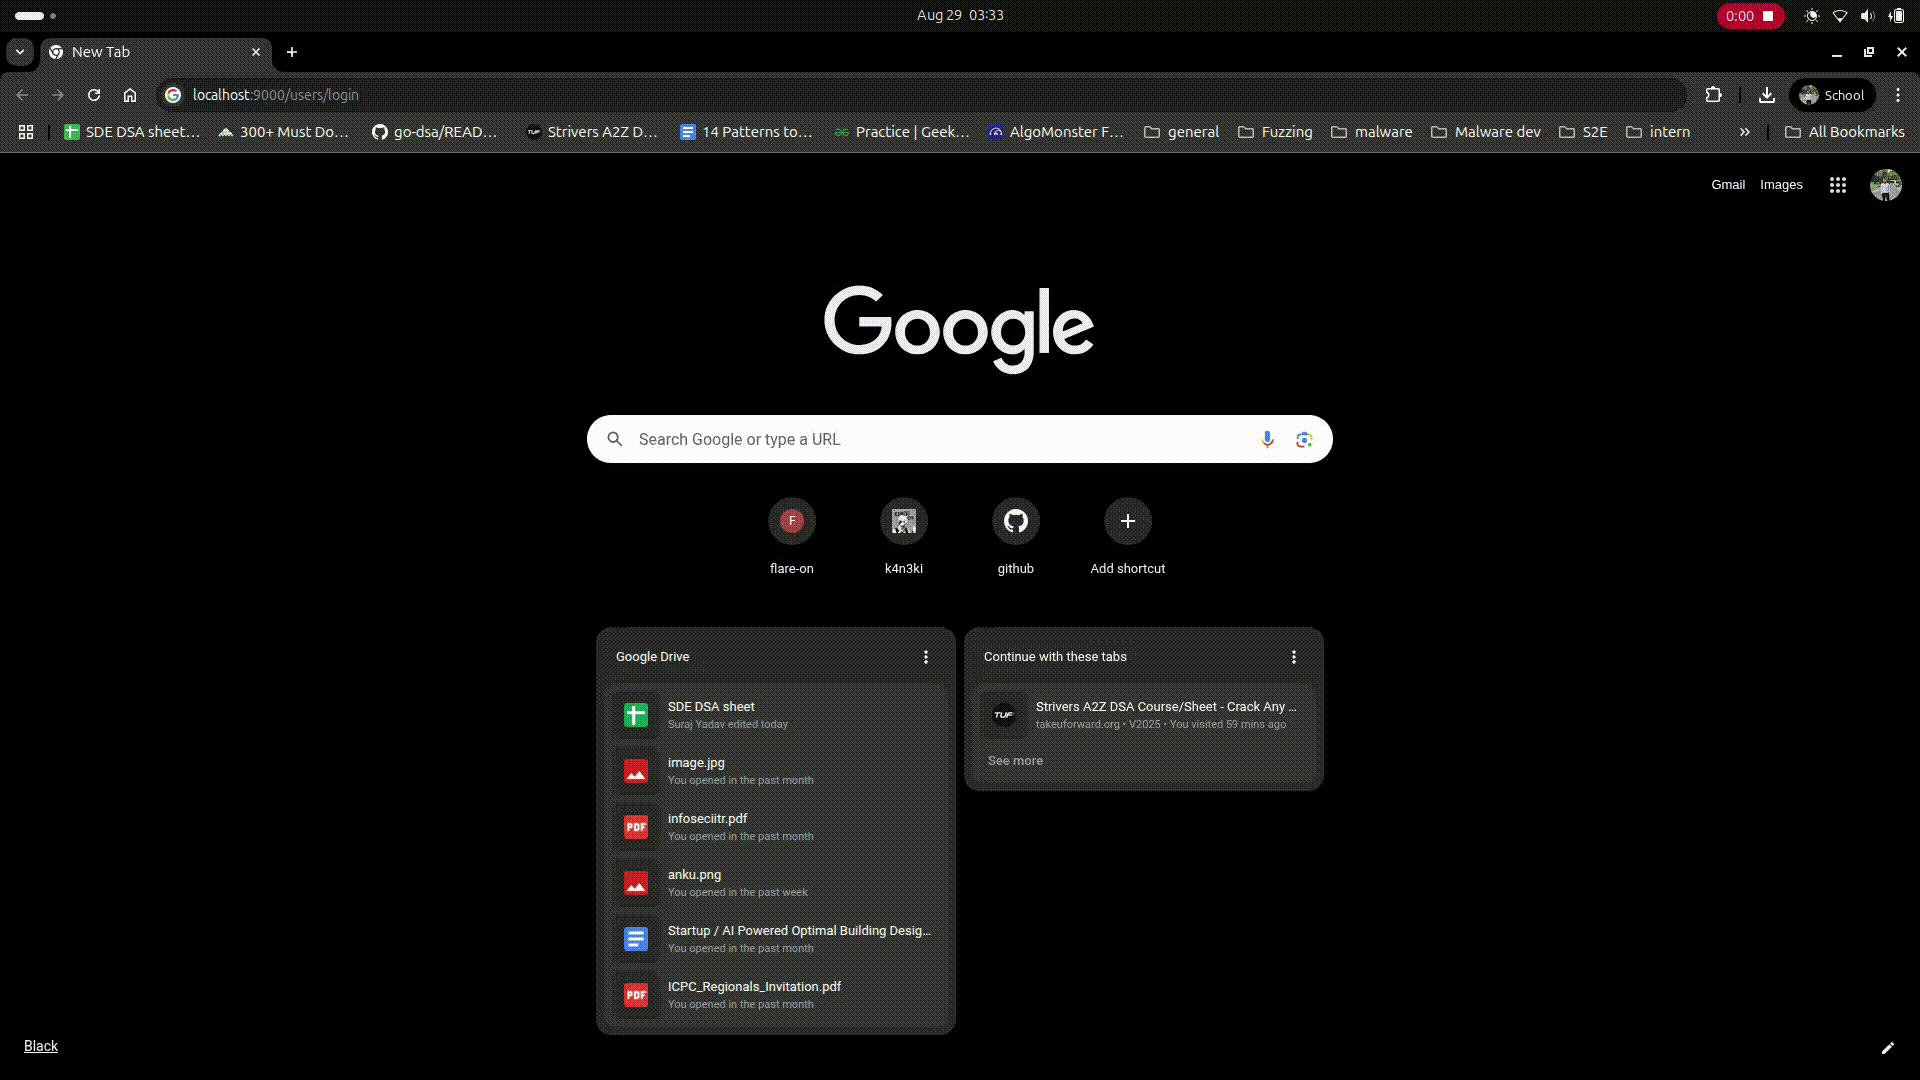 Aug 29 03:33
0:00
New Tab
localhost:9000/users/login
School
SDE DSA sheet...
300+ Must Do...
go-dsa/READ...
TUF
Strivers A2Z D...
14 Patterns to...
Practice | Geek...
AlgoMonster F...
general
Fuzzing
malware
Malware dev
S2E
intern
All Bookmarks
Gmail
Images
Google
Search Google or type a URL
F
flare-on
k4n3ki
github
Add shortcut
Google Drive
SDE DSA sheet
Suraj Yadav edited today
image.jpg
You opened in the past month
PDF
infoseciitr.pdf
You opened in the past month
anku.png
You opened in the past week
Startup / AI Powered Optimal Building Desig...
You opened in the past month
PDF
ICPC_Regionals_Invitation.pdf
You opened in the past month
Continue with these tabs
TUF
Strivers A2Z DSA Course/Sheet - Crack Any ...
takeuforward.org • V2025 • You visited 59 mins ago
See more
Black